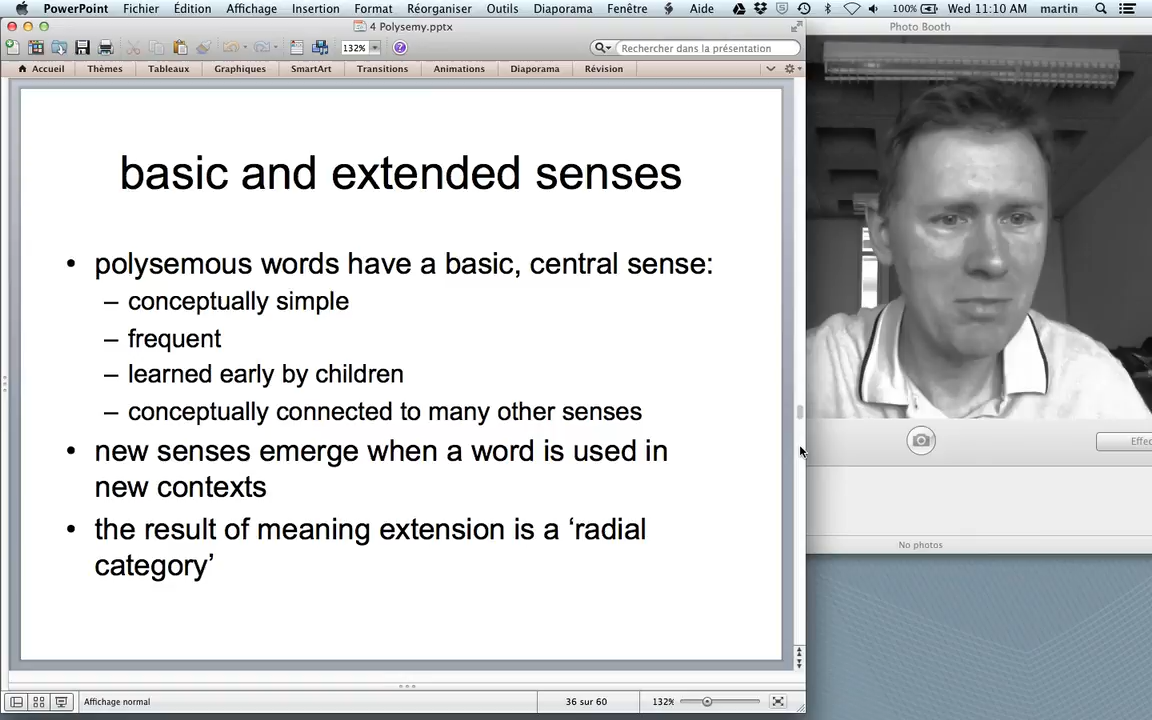 PowerPoint Fichier Édition Affichage Insertion Format Réorganiser Outils Diaporama Fenêtre Aide 100% Wed 11:10 AM martin
4 Polysemy.pptx
Photo Booth
132% Rechercher dans la présentation
Accueil Thèmes Tableaux Graphiques SmartArt Transitions Animations Diaporama Révision
basic and extended senses
• polysemous words have a basic, central sense:
– conceptually simple
– frequent
– learned early by children
– conceptually connected to many other senses
• new senses emerge when a word is used in
new contexts
• the result of meaning extension is a ‘radial
category’
Effec
No photos
Affichage normal 36 sur 60 132%